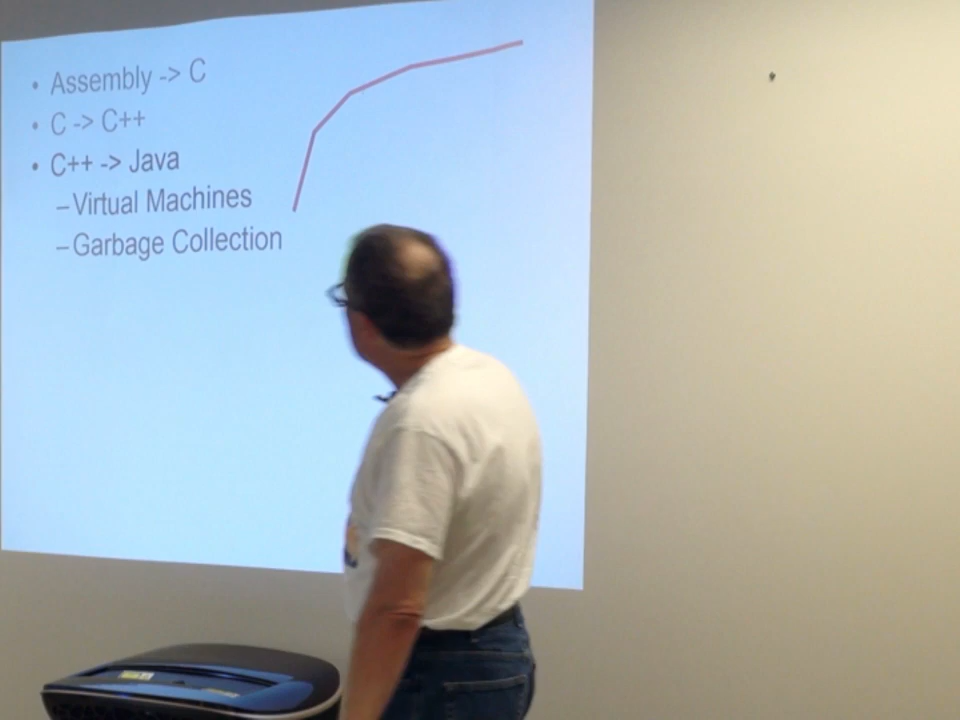 • Assembly -> C
• C -> C++
• C++ -> Java
–Virtual Machines
–Garbage Collection